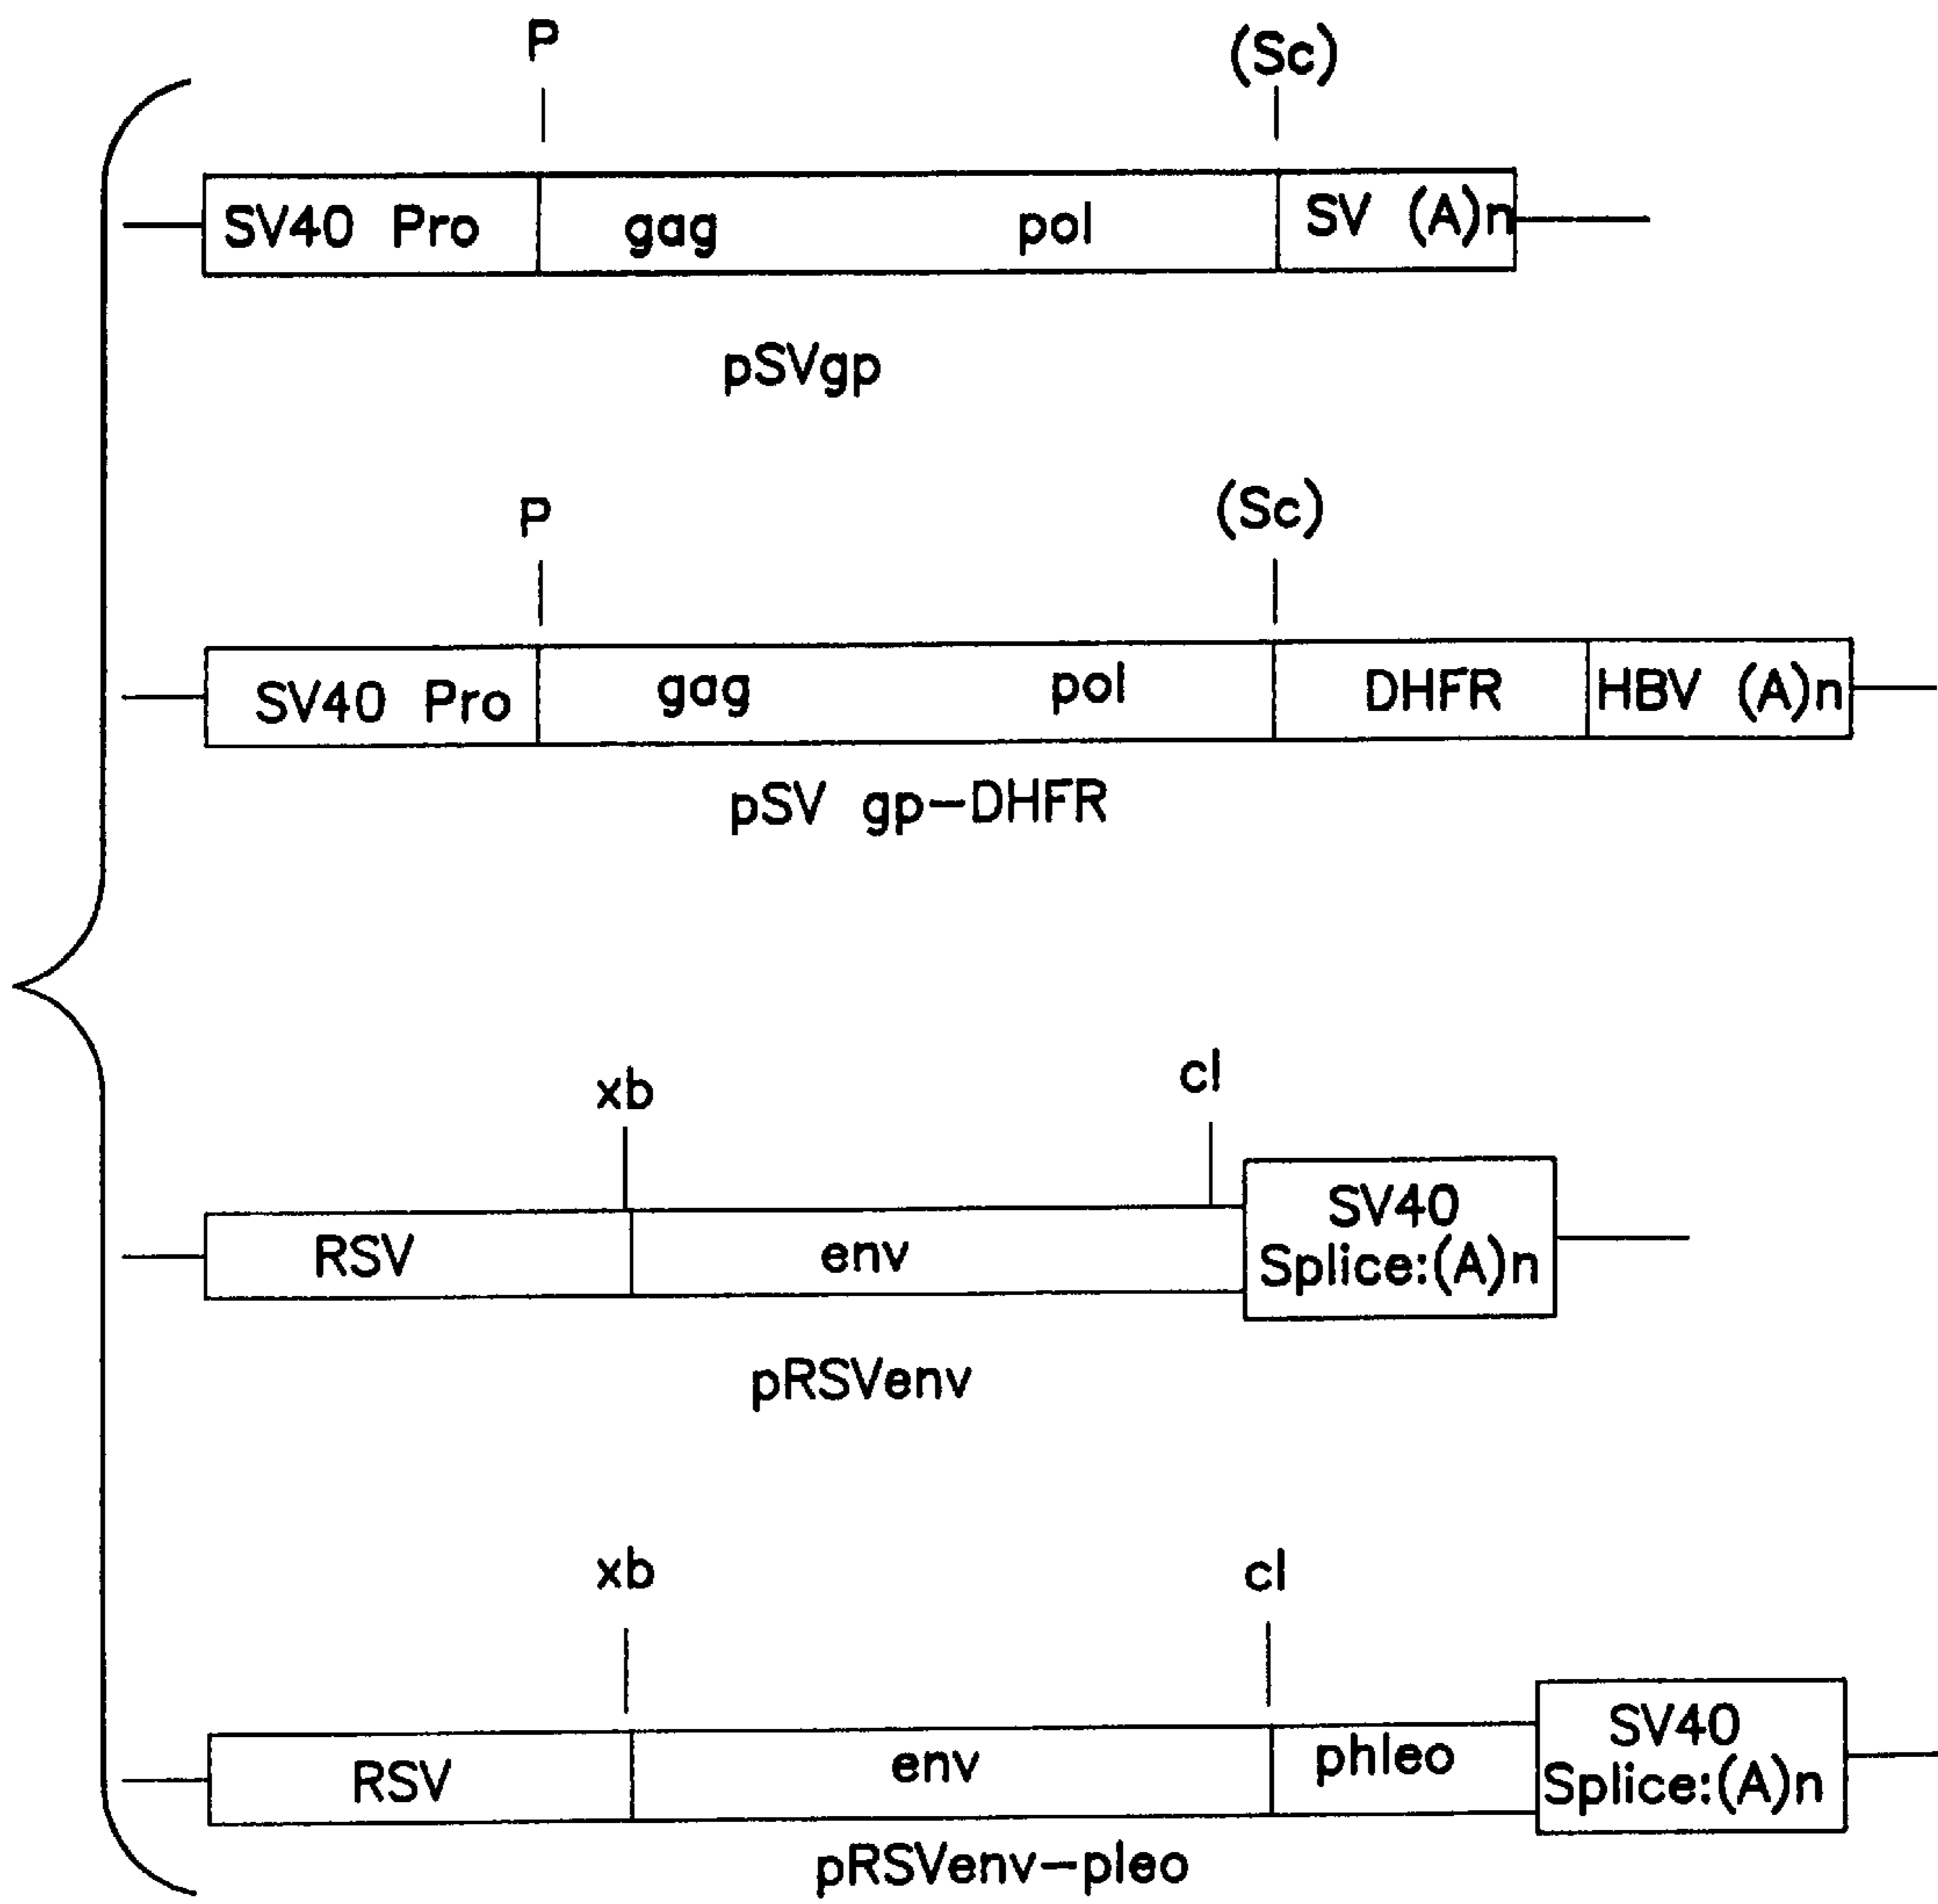 P (Sc)
SV40 Pro gag pol SV (A)n
pSVgp
P (Sc)
SV40 Pro gag pol DHFR HBV (A)n
pSV gp-DHFR
xb cl
RSV env SV40
Splice:(A)n
pRSVenv
xb cl
RSV env phleo SV40
Splice:(A)n
pRSVenv-pleo